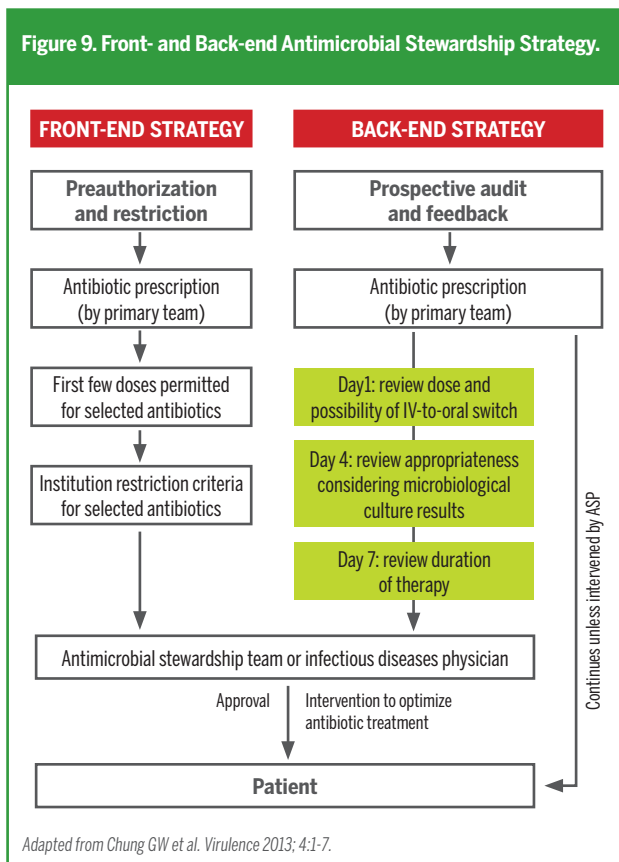 Figure 9. Front- and Back-end Antimicrobial Stewardship Strategy.
FRONT-END STRATEGY
Preauthorization
and restriction
Antibiotic prescription
(by primary team)
First few doses permitted
for selected antibiotics
Institution restriction criteria
for selected antibiotics
BACK-END STRATEGY
Prospective audit
and feedback
Antibiotic prescription
(by primary team)
Day1: review dose and
possibility of IV-to-oral switch
Day 4: review appropriateness
considering microbiological
culture results
Day 7: review duration
of therapy
Continues unless intervened by ASP
Antimicrobial stewardship team or infectious diseases physician
Approval
Intervention to optimize
antibiotic treatment
Patient
Adapted from Chung GW et al. Virulence 2013; 4:1-7.